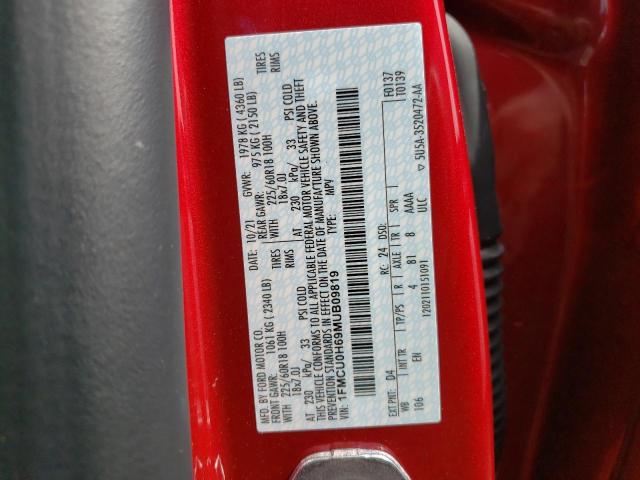 MFD. BY FORD MOTOR CO. 10/21 GVWR: 1978 KG ( 4360 LB)
FRONT GAWR: 1061 KG ( 2340 LB) REAR GAWR: 975 KG ( 2150 LB)
WITH 225/60R18 100H TIRES WITH 225/60R18 100H TIRES
18x7.0J RIMS 18x7.0J RIMS
AT 230 kPa/ 33 PSI COLD AT 230 kPa/ 33 PSI COLD
THIS VEHICLE CONFORMS TO ALL APPLICABLE FEDERAL MOTOR VEHICLE SAFETY AND THEFT
PREVENTION STANDARDS IN EFFECT ON THE DATE OF MANUFACTURE SHOWN ABOVE.
VIN: 1FMCU0H69MUB09819 TYPE: MPV
F0137
T0139
EXT PNT: D4 RC: 24 DSO:
WB INT TR TP/PS R AXLE TR SPR
106 EN 4 81 8 AAAA
1202110151091 ULC
▽ 5U5A-3520472-AA